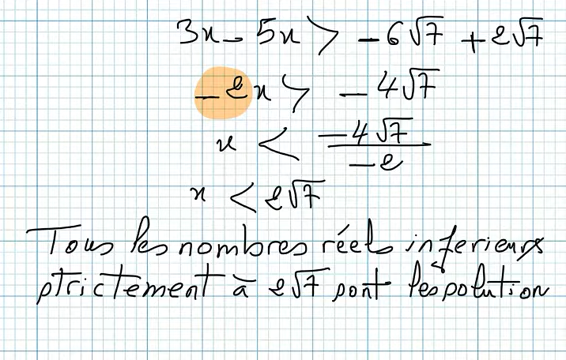 3x - 5x > -6√7 + 2√7
-2x > -4√7
x < -4√7 / -2
x < 2√7
Tous les nombres réels inferieurs
strictement à 2√7 sont les solution